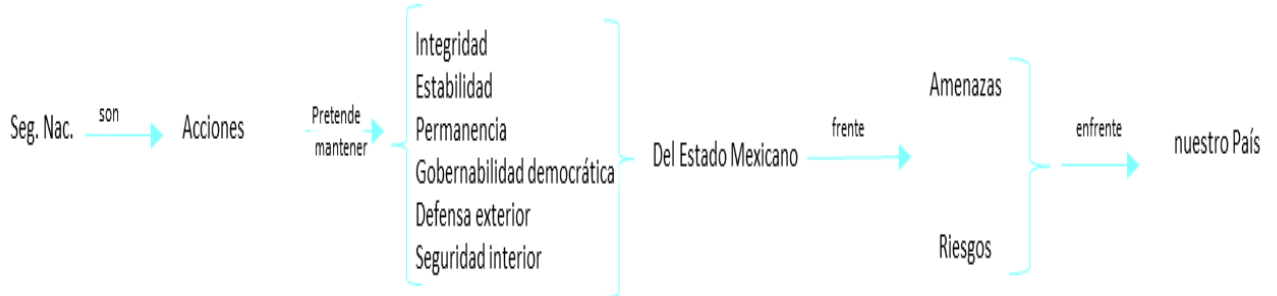 Seg. Nac.
son
Acciones
Pretende
mantener
Integridad
Estabilidad
Permanencia
Gobernabilidad democrática
Defensa exterior
Seguridad interior
Del Estado Mexicano
frente
Amenazas
Riesgos
enfrente
nuestro País